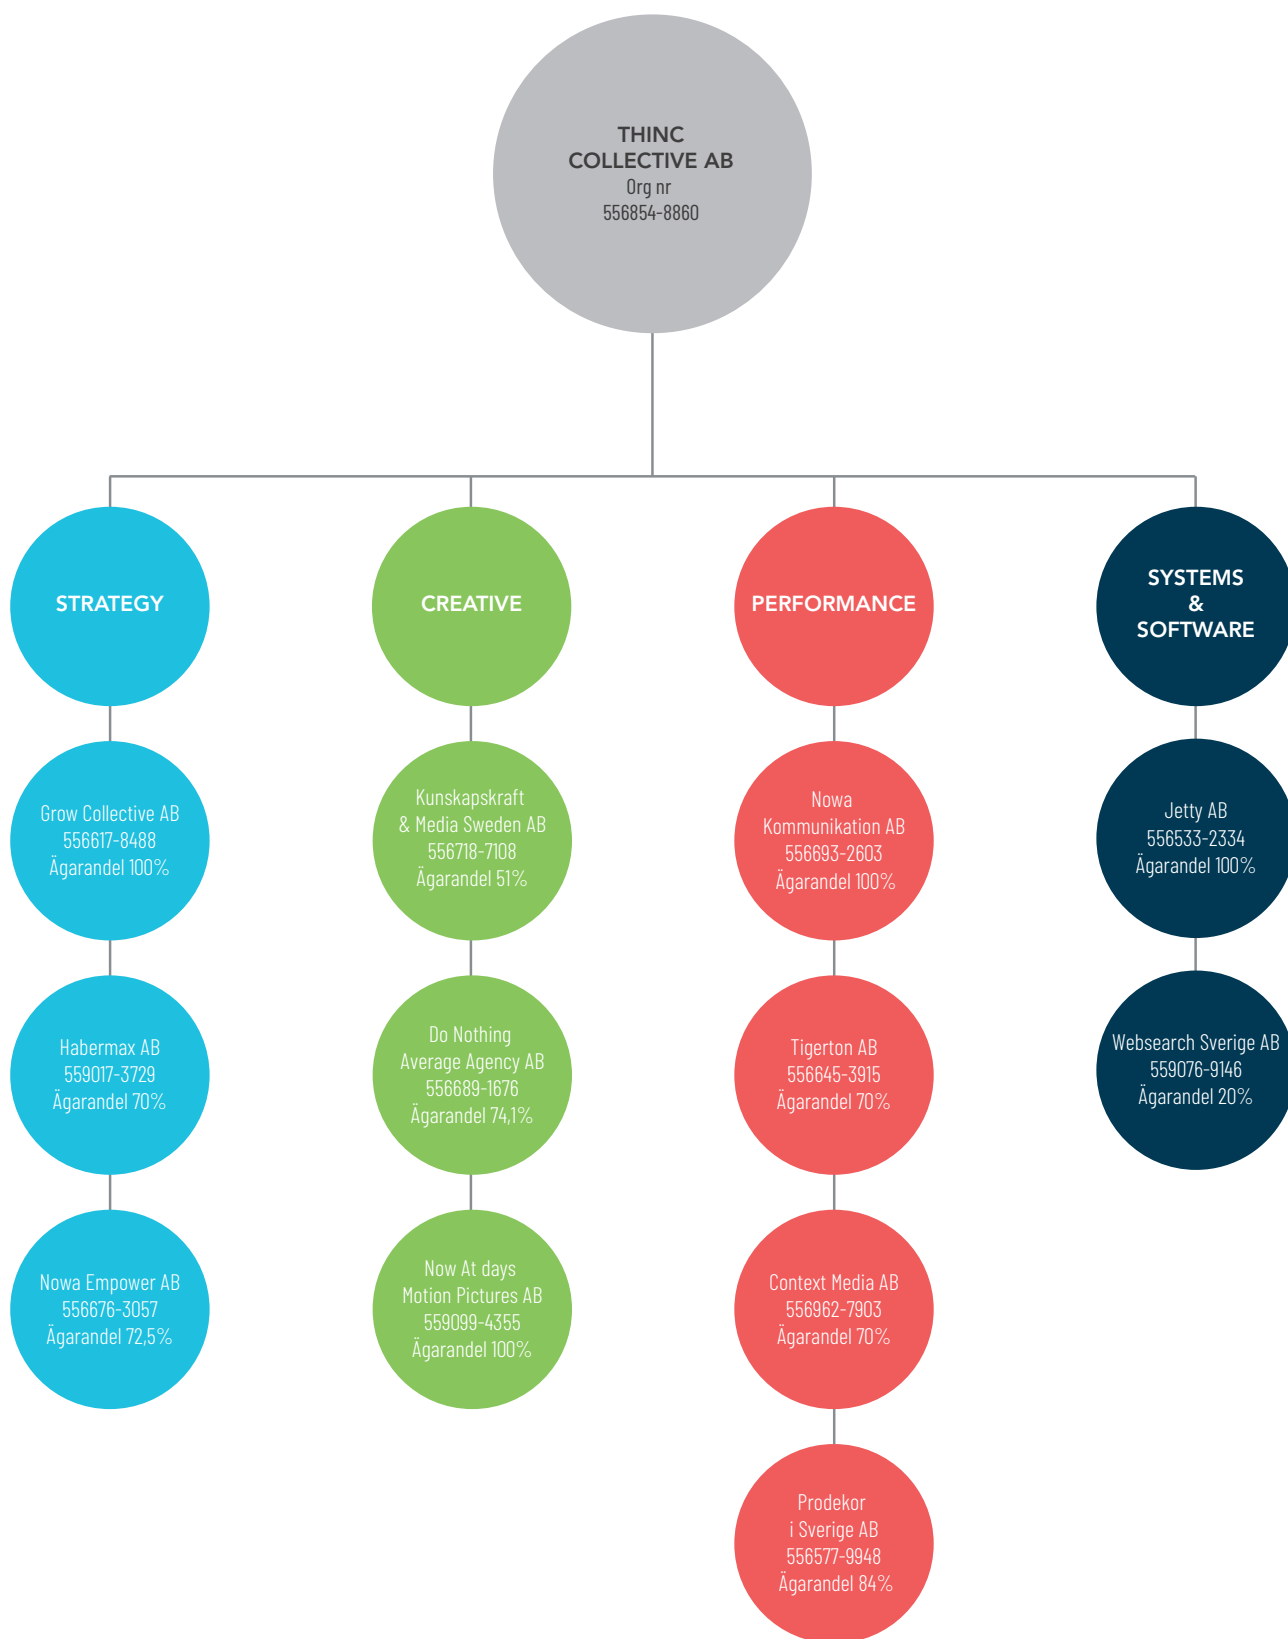 THINC
COLLECTIVE AB
Org nr
556854-8860
STRATEGY
CREATIVE
PERFORMANCE
SYSTEMS
&
SOFTWARE
Grow Collective AB
556617-8488
Ägarandel 100%
Kunskapskraft
& Media Sweden AB
556718-7108
Ägarandel 51%
Nowa
Kommunikation AB
556693-2603
Ägarandel 100%
Jetty AB
556533-2334
Ägarandel 100%
Habermax AB
559017-3729
Ägarandel 70%
Do Nothing
Average Agency AB
556689-1676
Ägarandel 74,1%
Tigerton AB
556645-3915
Ägarandel 70%
Websearch Sverige AB
559076-9146
Ägarandel 20%
Nowa Empower AB
556676-3057
Ägarandel 72,5%
Now At days
Motion Pictures AB
559099-4355
Ägarandel 100%
Context Media AB
556962-7903
Ägarandel 70%
Prodekor
i Sverige AB
556577-9948
Ägarandel 84%